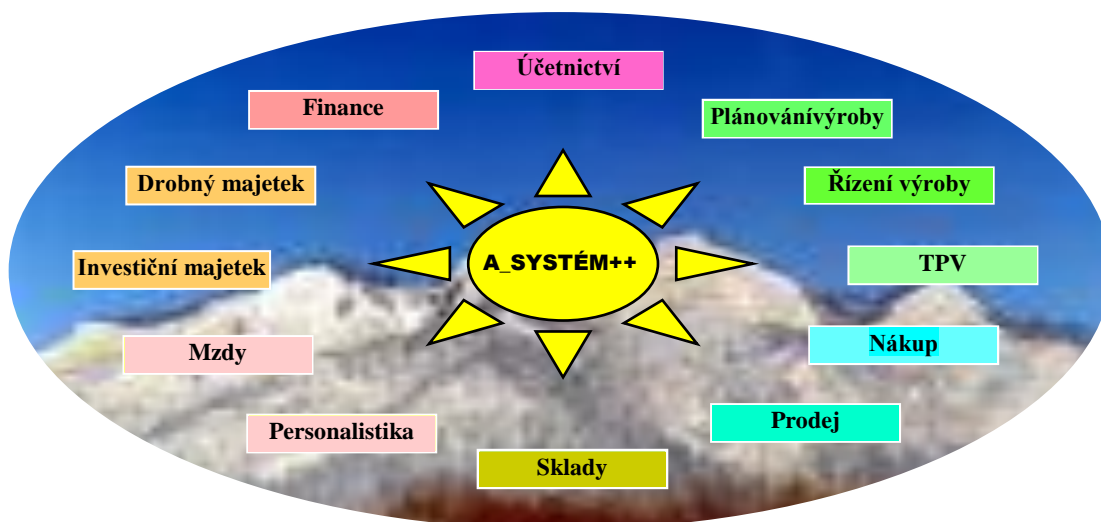 Účetnictví
Finance
Plánovánívýroby
Drobný majetek
Řízení výroby
A_SYSTÉM++
Investiční majetek
TPV
Mzdy
Nákup
Personalistika
Prodej
Sklady